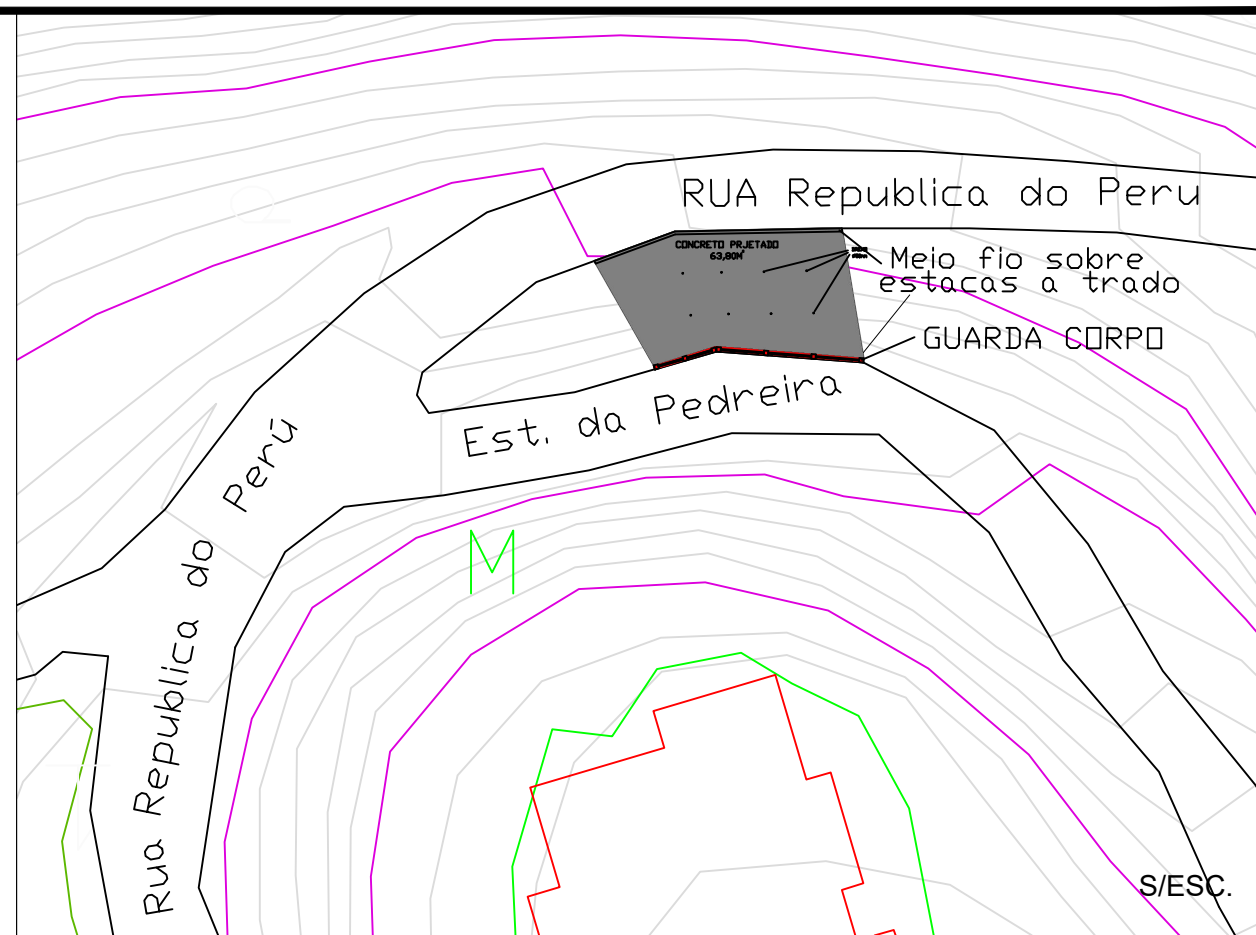 RUA Republica do Peru
CONCRETO PRJETADO
63,80M²
Meio fio sobre
estacas a trado
GUARDA CORPO
Est. da Pedreira
Rua Republica do Perú
M
S/ESC.